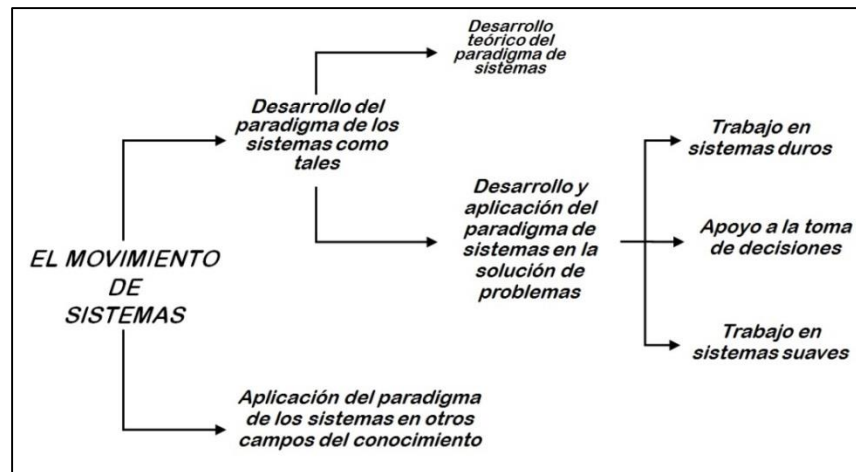 Desarrollo
teórico del
paradigma de
sistemas
Desarrollo del
paradigma de los
sistemas como
tales
Trabajo en
sistemas duros
Desarrollo y
aplicación del
paradigma de
sistemas en la
solución de
problemas
Apoyo a la toma
de decisiones
EL MOVIMIENTO
DE
SISTEMAS
Trabajo en
sistemas suaves
Aplicación del paradigma
de los sistemas en otros
campos del conocimiento